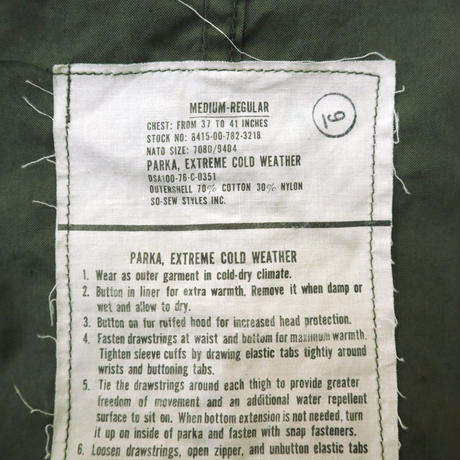 MEDIUM-REGULAR
CHEST: FROM 37 TO 41 INCHES
STOCK NO: 8415-00-782-3218
NATO SIZE: 7080/9404
PARKA, EXTREME COLD WEATHER
DSA100-76-C-0351
OUTERSHELL 70% COTTON 30% NYLON
SO-SEW STYLES INC.
9
PARKA, EXTREME COLD WEATHER
1. Wear as outer garment in cold-dry climate.
2. Button in liner for extra warmth. Remove it when damp or
wet and allow to dry.
3. Button on fur ruffed hood for increased head protection.
4. Fasten drawstrings at waist and bottom for maximum warmth.
Tighten sleeve cuffs by drawing elastic tabs tightly around
wrists and buttoning tabs.
5. Tie the drawstrings around each thigh to provide greater
freedom of movement and an additional water repellent
surface to sit on. When bottom extension is not needed, turn
it up on inside of parka and fasten with snap fasteners.
6. Loosen drawstrings, open zipper, and unbutton elastic tabs